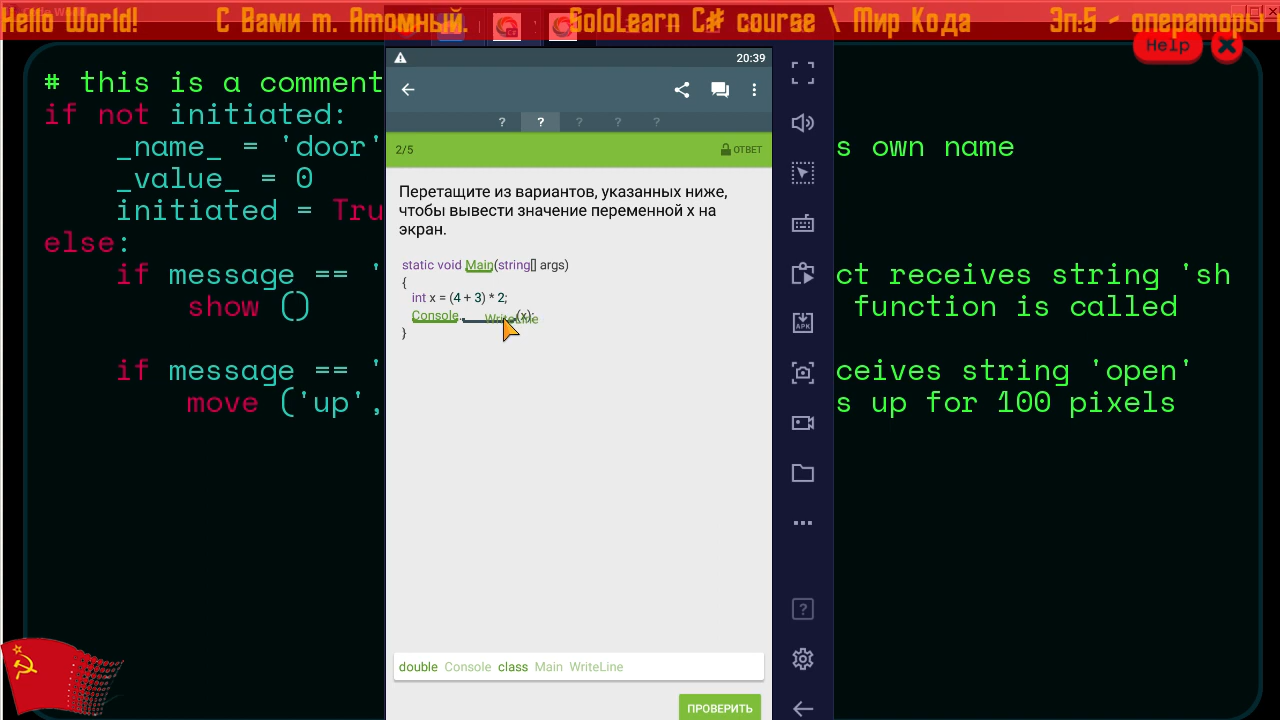 Hello World! С Вами т. Атомный. SoloLearn C# course \ Мир Кода Эп:5 - операторы
Help
# this is a comment
if not initiated:
_name_ = 'door' s own name
_value_ = 0
initiated = Tru
else:
if message == ' ct receives string 'sh
show () function is called
if message == ' ceives string 'open'
move ('up', s up for 100 pixels
20:39
? ? ? ? ?
2/5 ОТВЕТ
Перетащите из вариантов, указанных ниже,
чтобы вывести значение переменной x на
экран.
static void Main(string[] args)
{
int x = (4 + 3) * 2;
Console. WriteLine (x);
}
double Console class Main WriteLine
ПРОВЕРИТЬ
APK
?